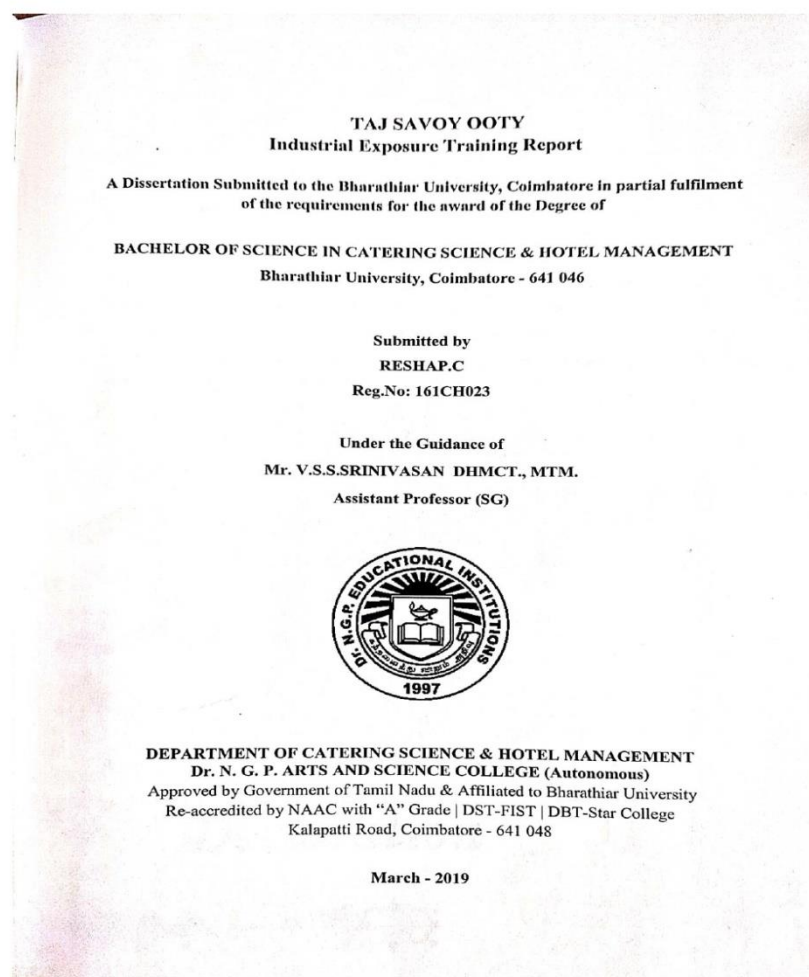 TAJ SAVOY OOTY
Industrial Exposure Training Report
A Dissertation Submitted to the Bharathiar University, Coimbatore in partial fulfilment
of the requirements for the award of the Degree of
BACHELOR OF SCIENCE IN CATERING SCIENCE & HOTEL MANAGEMENT
Bharathiar University, Coimbatore - 641 046
Submitted by
RESHAP.C
Reg.No: 161CH023
Under the Guidance of
Mr. V.S.S.SRINIVASAN DHMCT., MTM.
Assistant Professor (SG)
Dr. N.G.P. EDUCATIONAL INSTITUTIONS
1997
DEPARTMENT OF CATERING SCIENCE & HOTEL MANAGEMENT
Dr. N. G. P. ARTS AND SCIENCE COLLEGE (Autonomous)
Approved by Government of Tamil Nadu & Affiliated to Bharathiar University
Re-accredited by NAAC with “A” Grade | DST-FIST | DBT-Star College
Kalapatti Road, Coimbatore - 641 048
March - 2019